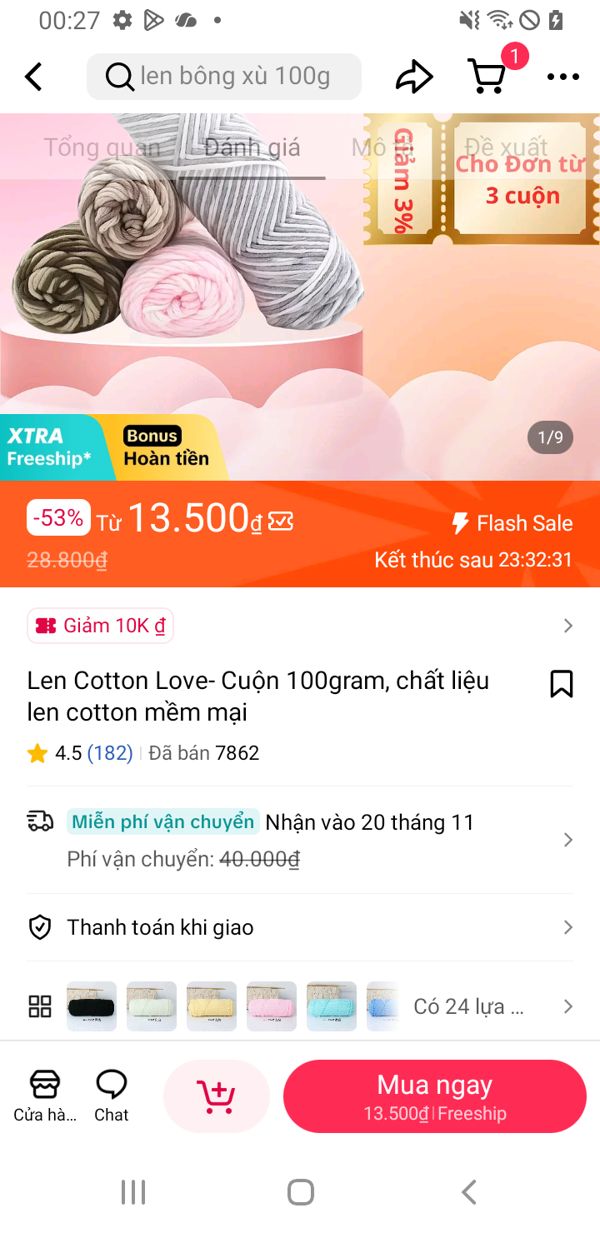 00:27
len bông xù 100g
1
Tổng quan Đánh giá Mô Đề xuất
Giảm 3%
Cho Đơn từ
3 cuộn
XTRA
Freeship*
Bonus
Hoàn tiền
1/9
-53% Từ 13.500₫
28.800₫
Flash Sale
Kết thúc sau 23:32:31
Giảm 10K ₫
Len Cotton Love- Cuộn 100gram, chất liệu
len cotton mềm mại
4.5 (182) Đã bán 7862
Miễn phí vận chuyển Nhận vào 20 tháng 11
Phí vận chuyển: 40.000₫
Thanh toán khi giao
Có 24 lựa ...
Cửa hà...
Chat
Mua ngay
13.500₫ | Freeship